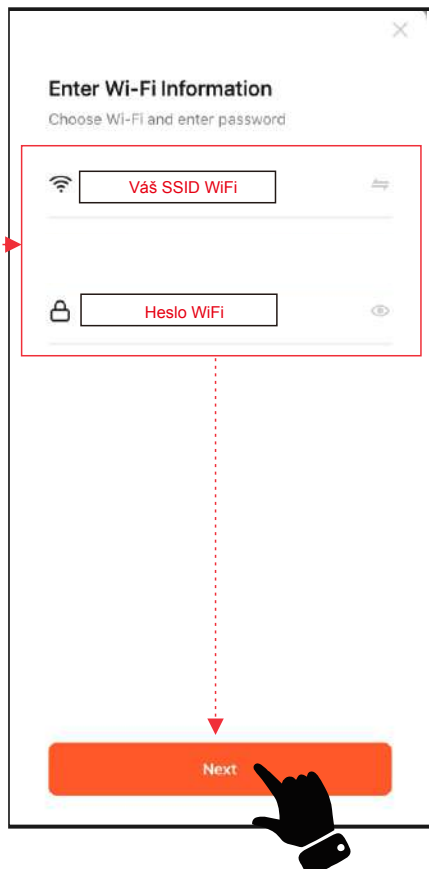 Enter Wi-Fi Information
Choose Wi-Fi and enter password
Váš SSID WiFi
Heslo WiFi
Next